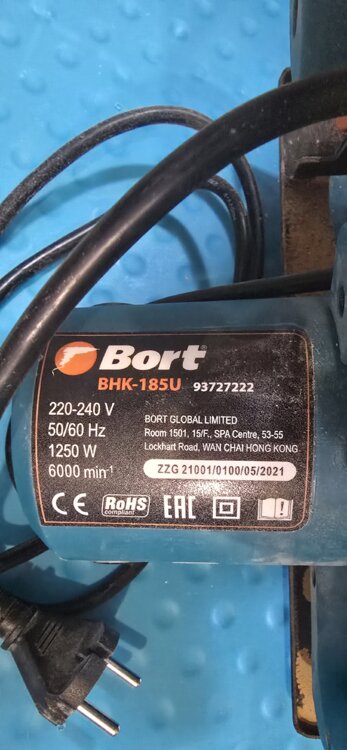 Bort
BHK-185U 93727222
220-240 V
50/60 Hz
1250 W
6000 min⁻¹
BORT GLOBAL LIMITED
Room 1501, 15/F., SPA Centre, 53-55
Lockhart Road, WAN CHAI HONG KONG
ZZG 21001/0100/05/2021
CE RoHS compliant EAC